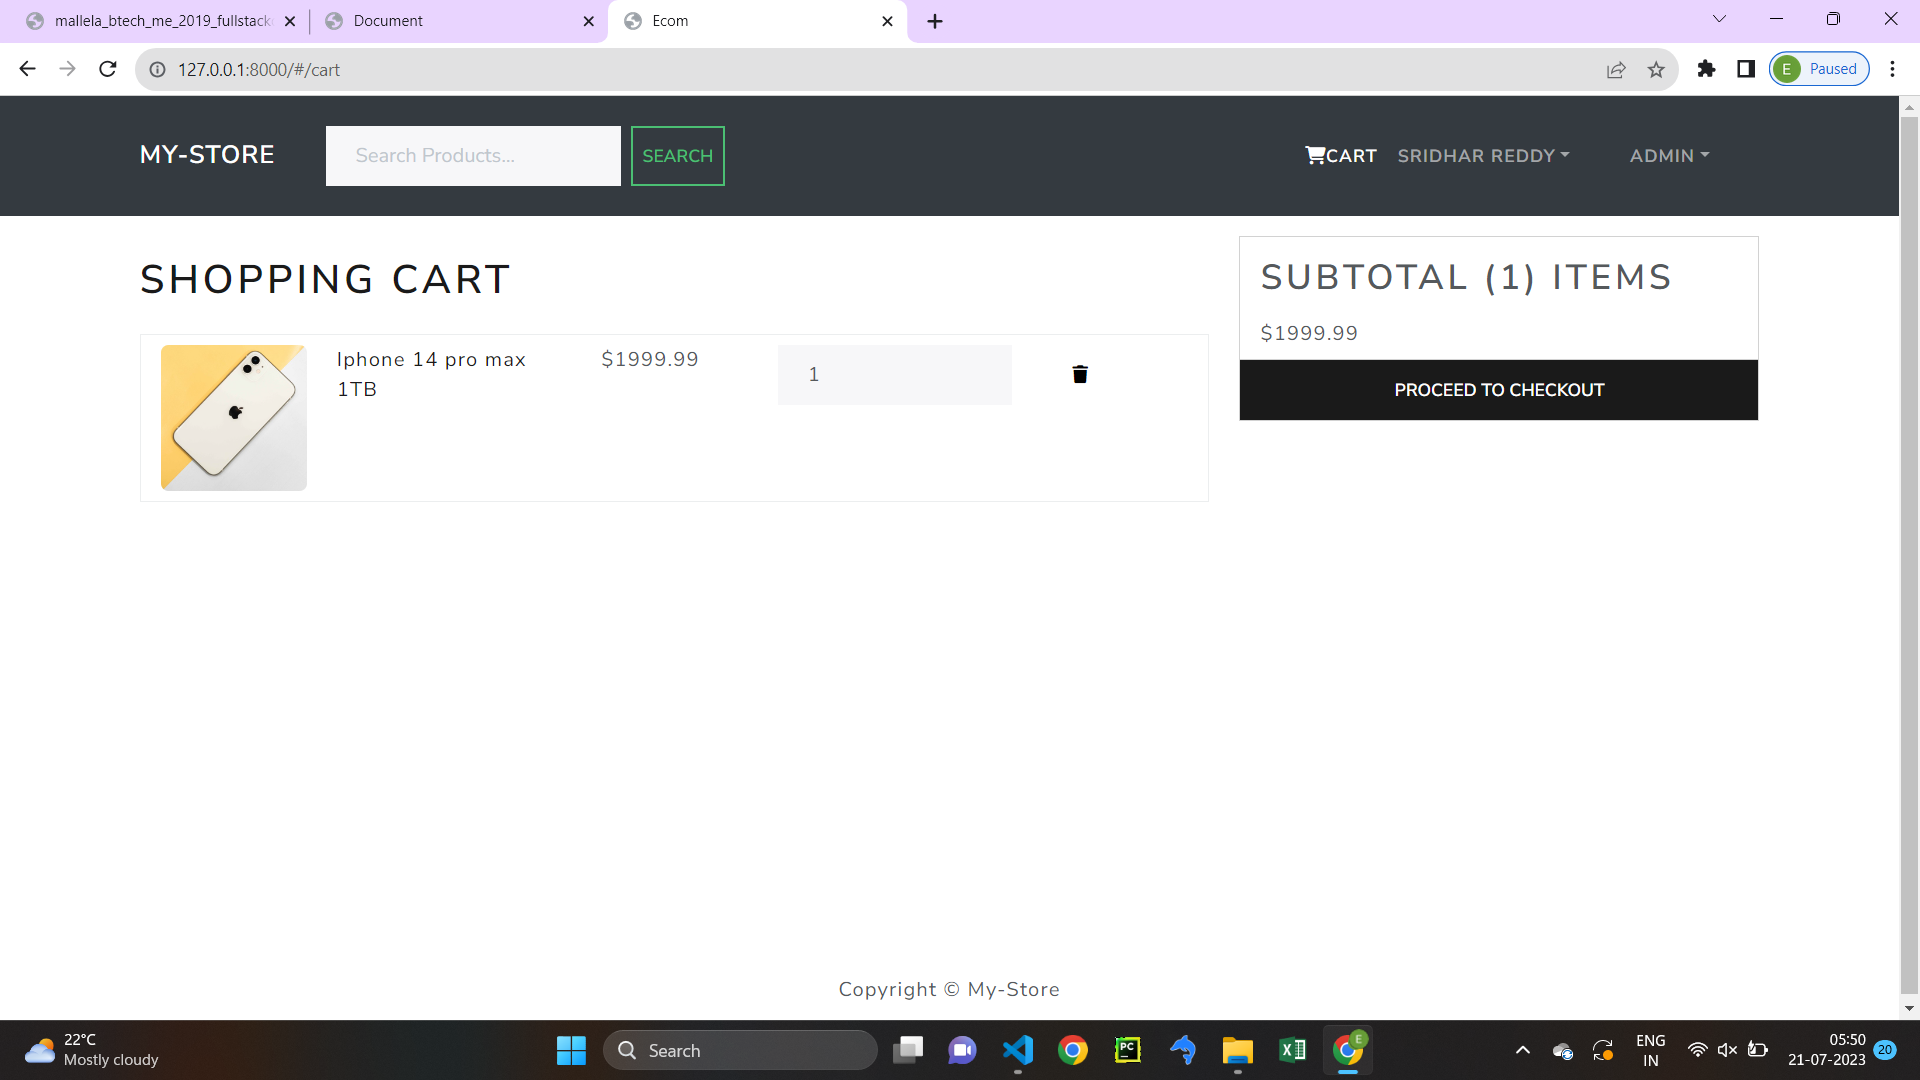 mallela_btech_me_2019_fullstack
Document
Ecom
127.0.0.1:8000/#/cart
E
Paused
MY-STORE
Search Products...
SEARCH
CART
SRIDHAR REDDY
ADMIN
SHOPPING CART
Iphone 14 pro max
1TB
$1999.99
1
SUBTOTAL (1) ITEMS
$1999.99
PROCEED TO CHECKOUT
Copyright © My-Store
22°C
Mostly cloudy
Search
PC
E
ENG
IN
05:50
21-07-2023
20